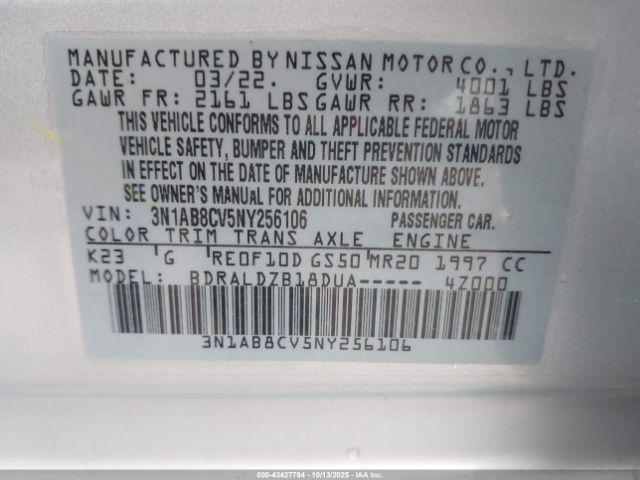 MANUFACTURED BY NISSAN MOTOR CO., LTD.
DATE: 03/22. GVWR: 4001 LBS
GAWR FR: 2161 LBS GAWR RR: 1863 LBS
THIS VEHICLE CONFORMS TO ALL APPLICABLE FEDERAL MOTOR
VEHICLE SAFETY, BUMPER AND THEFT PREVENTION STANDARDS
IN EFFECT ON THE DATE OF MANUFACTURE SHOWN ABOVE.
SEE OWNER'S MANUAL FOR ADDITIONAL INFORMATION.
VIN: 3N1AB8CV5NY256106 PASSENGER CAR.
COLOR TRIM TRANS AXLE ENGINE
K23 G RE0F10D GS50 MR20 1997 CC
MODEL: BDRALDZB18DUA----- 4Z000
3N1AB8CV5NY256106
000-43427794 - 10/13/2025 - IAA Inc.